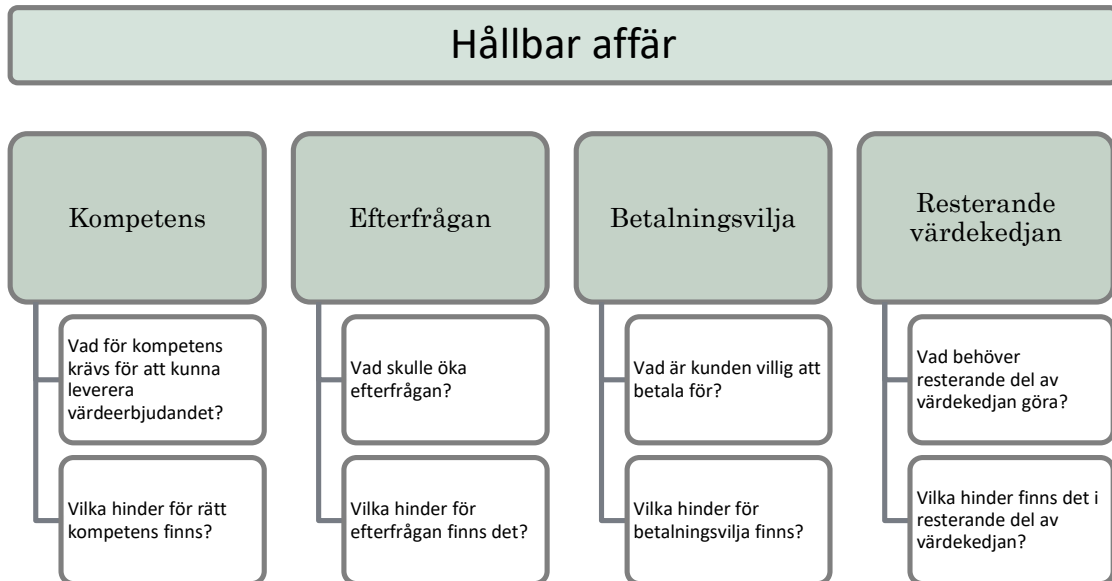 Hållbar affär
Kompetens
Vad för kompetens
krävs för att kunna
leverera
värdeerbjudandet?
Vilka hinder för rätt
kompetens finns?
Efterfrågan
Vad skulle öka
efterfrågan?
Vilka hinder för
efterfrågan finns det?
Betalningsvilja
Vad är kunden villig att
betala för?
Vilka hinder för
betalningsvilja finns?
Resterande
värdekedjan
Vad behöver
resterande del av
värdekedjan göra?
Vilka hinder finns det i
resterande del av
värdekedjan?